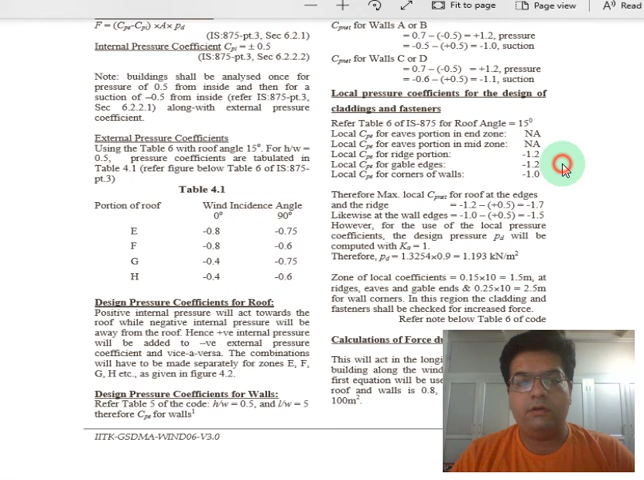 Fit to page
Page view
A Read
F = (Cpe-Cpi) ×A× pd
(IS:875-pt.3, Sec 6.2.1)
Internal Pressure Coefficient Cpi = ± 0.5
(IS:875-pt.3, Sec 6.2.2.2)
Note: buildings shall be analysed once for
pressure of 0.5 from inside and then for a
suction of –0.5 from inside (refer IS:875-pt.3,
Sec 6.2.2.1) along-with external pressure
coefficient.
External Pressure Coefficients
Using the Table 6 with roof angle 15°. For h/w=
0.5, pressure coefficients are tabulated in
Table 4.1 (refer figure below Table 6 of IS:875-
pt.3)
Table 4.1
Portion of roof Wind Incidence Angle
0° 90°
E -0.8 -0.75
F -0.8 -0.6
G -0.4 -0.75
H -0.4 -0.6
Design Pressure Coefficients for Roof:
Positive internal pressure will act towards the
roof while negative internal pressure will be
away from the roof. Hence +ve internal pressure
will be added to –ve external pressure
coefficient and vice-a-versa. The combinations
will have to be made separately for zones E, F,
G, H etc., as given in figure 4.2.
Design Pressure Coefficients for Walls:
Refer Table 5 of the code: h/w = 0.5, and l/w = 5
therefore Cpe for walls¹
IITK-GSDMA-WIND06-V3.0
Cpnet for Walls A or B
= 0.7 – (-0.5) = +1.2, pressure
= -0.5 – (+0.5) = -1.0, suction
Cpnet for Walls C or D
= 0.7 – (-0.5) = +1.2, pressure
= -0.6 – (+0.5) = -1.1, suction
Local pressure coefficients for the design of
claddings and fasteners
Refer Table 6 of IS-875 for Roof Angle = 15°
Local Cpe for eaves portion in end zone: NA
Local Cpe for eaves portion in mid zone: NA
Local Cpe for ridge portion: -1.2
Local Cpe for gable edges: -1.2
Local Cpe for corners of walls: -1.0
Therefore Max. local Cpnet for roof at the edges
and the ridge = -1.2 – (+0.5) = -1.7
Likewise at the wall edges = -1.0 – (+0.5) = -1.5
However, for the use of the local pressure
coefficients, the design pressure pd will be
computed with Ka = 1.
Therefore, pd = 1.3254×0.9 = 1.193 kN/m²
Zone of local coefficients = 0.15×10 = 1.5m, at
ridges, eaves and gable ends & 0.25×10 = 2.5m
for wall corners. In this region the cladding and
fasteners shall be checked for increased force.
Refer note below Table 6 of code
Calculations of Force du
This will act in the longi
building along the wind
first equation will be use
roof and walls is 0.8,
100m².